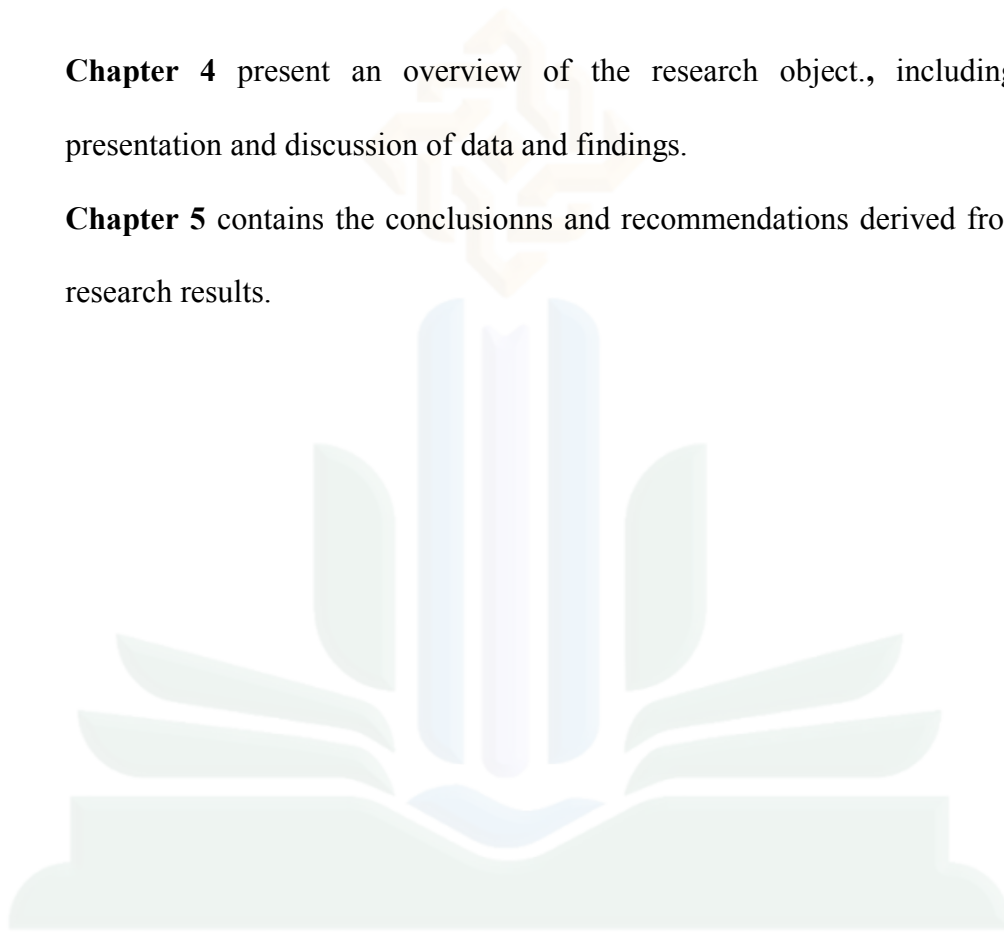 Chapter 4 present an overview of the research object., including
presentation and discussion of data and findings.
Chapter 5 contains the conclusionns and recommendations derived fro
research results.